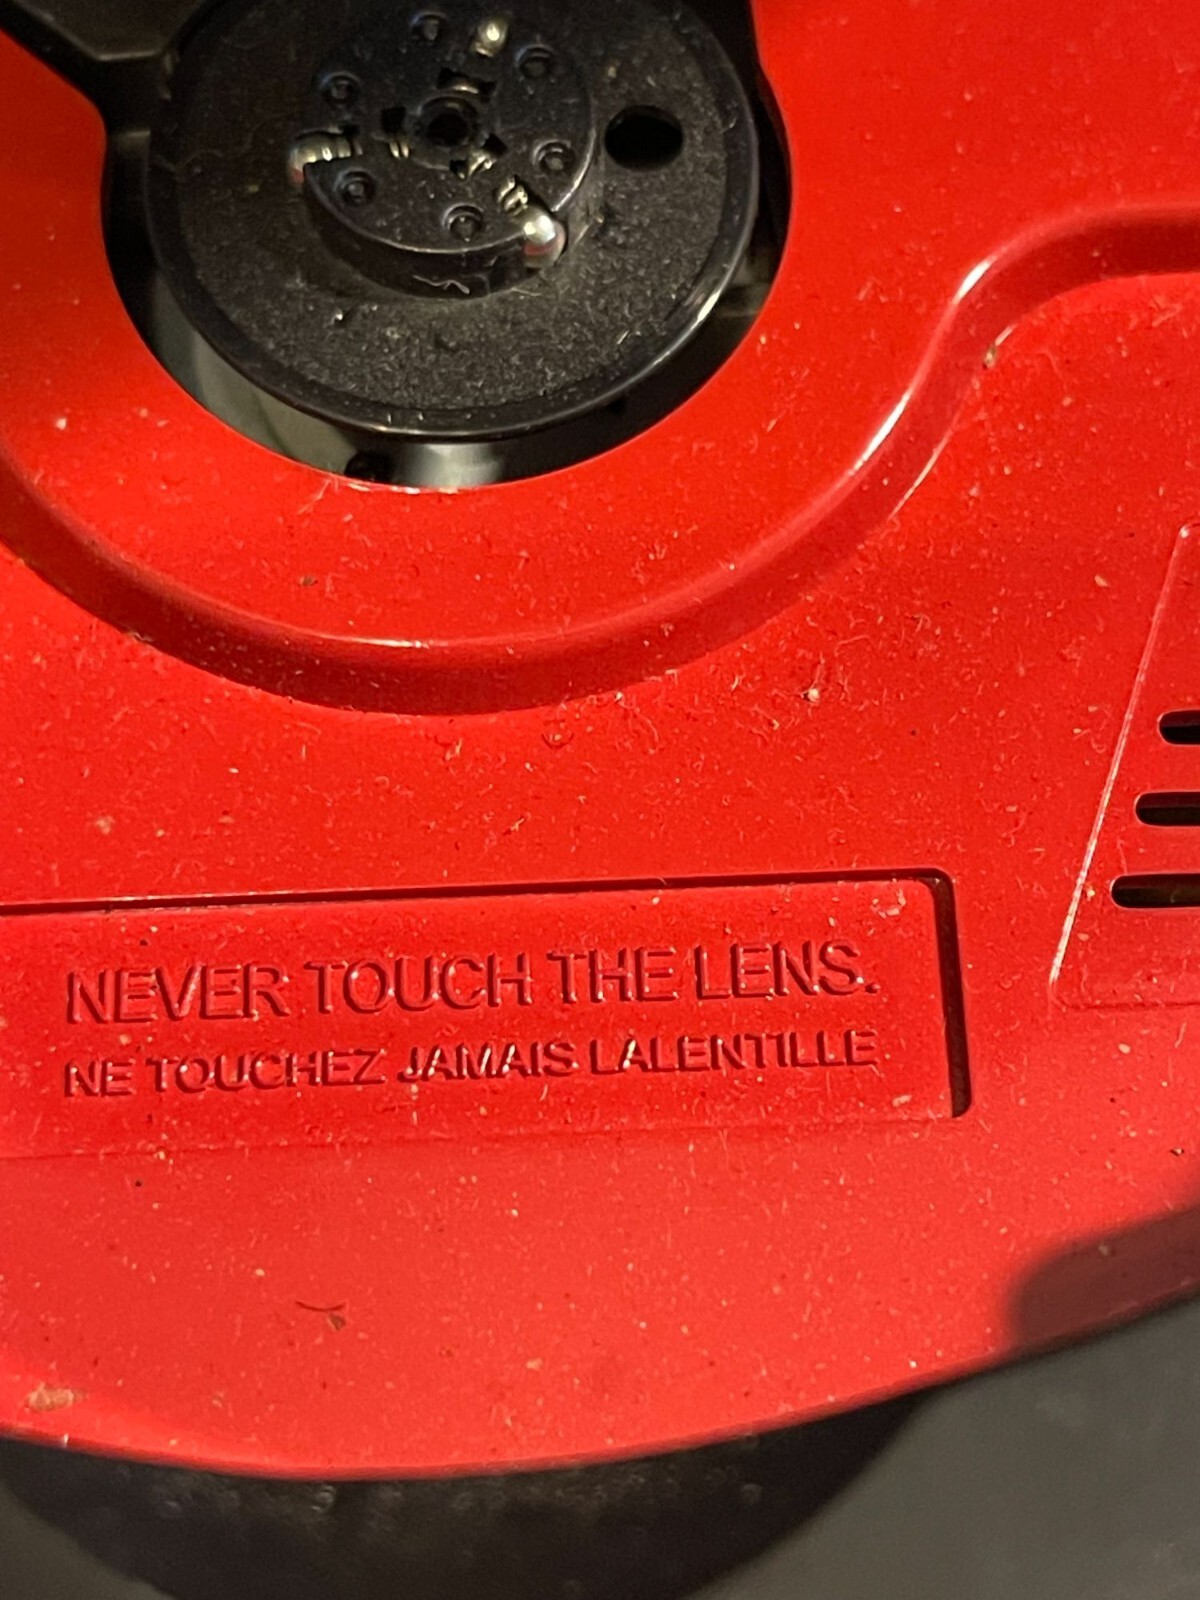 NEVER TOUCH THE LENS.
NE TOUCHEZ JAMAIS LALENTILLE